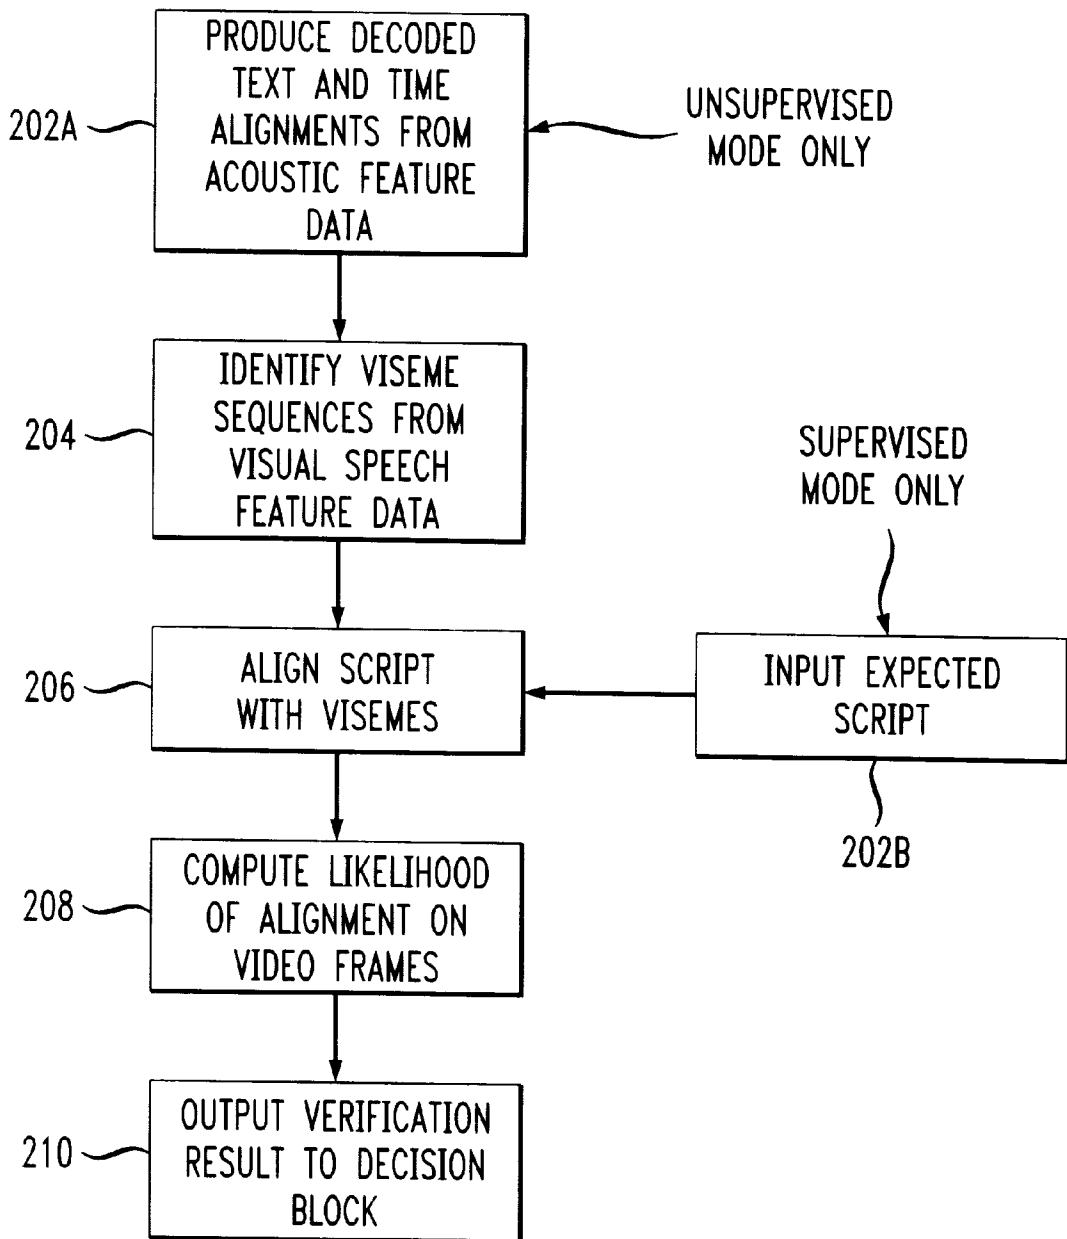 PRODUCE DECODED
TEXT AND TIME
ALIGNMENTS FROM
ACOUSTIC FEATURE
DATA
202A
UNSUPERVISED
MODE ONLY
IDENTIFY VISEME
SEQUENCES FROM
VISUAL SPEECH
FEATURE DATA
204
SUPERVISED
MODE ONLY
ALIGN SCRIPT
WITH VISEMES
206
INPUT EXPECTED
SCRIPT
202B
COMPUTE LIKELIHOOD
OF ALIGNMENT ON
VIDEO FRAMES
208
OUTPUT VERIFICATION
RESULT TO DECISION
BLOCK
210